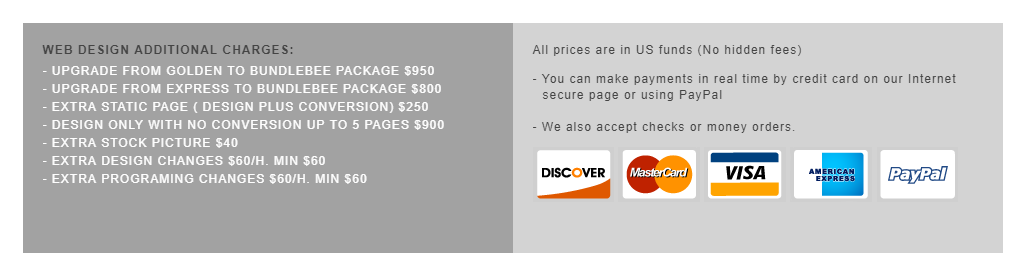 WEB DESIGN ADDITIONAL CHARGES:
- UPGRADE FROM GOLDEN TO BUNDLEBEE PACKAGE $950
- UPGRADE FROM EXPRESS TO BUNDLEBEE PACKAGE $800
- EXTRA STATIC PAGE ( DESIGN PLUS CONVERSION) $250
- DESIGN ONLY WITH NO CONVERSION UP TO 5 PAGES $900
- EXTRA STOCK PICTURE $40
- EXTRA DESIGN CHANGES $60/H. MIN $60
- EXTRA PROGRAMING CHANGES $60/H. MIN $60
All prices are in US funds (No hidden fees)
- You can make payments in real time by credit card on our Internet
secure page or using PayPal
- We also accept checks or money orders.
DISCOVER
MasterCard
VISA
AMERICAN
EXPRESS
PayPal